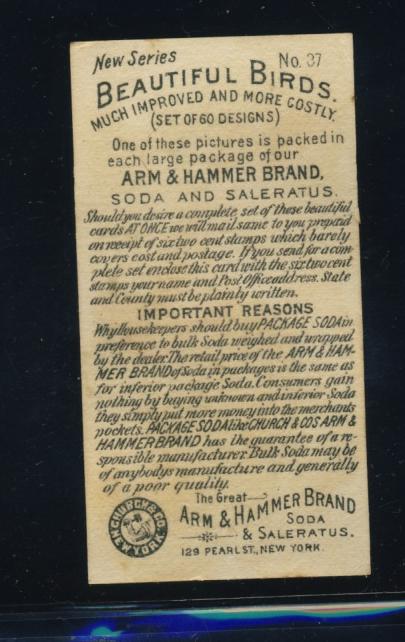 New Series No. 37
BEAUTIFUL BIRDS.
MUCH IMPROVED AND MORE COSTLY.
(SET OF 60 DESIGNS)
One of these pictures is packed in
each large package of our
ARM & HAMMER BRAND,
SODA AND SALERATUS.
Should you desire a complete set of these beautiful
cards AT ONCE we will mail same to you prepaid
on receipt of six two cent stamps which barely
covers cost and postage. If you send for a com-
plete set enclose this card with the six two cent
stamps your name and Post Office address. State
and County must be plainly written.
IMPORTANT REASONS
Why Housekeepers should buy PACKAGE SODA in
preference to bulk Soda weighed and wrapped
by the dealer. The retail price of the ARM & HAM-
MER BRAND of Soda in packages is the same as
for inferior package Soda. Consumers gain
nothing by buying unknown and inferior Soda
they simply put more money into the merchants
pockets. PACKAGE SODA like CHURCH & COS ARM &
HAMMER BRAND has the guarantee of a re-
sponsible manufacturer. Bulk Soda may be
of anybodys manufacture and generally
of a poor quality.
The Great
ARM & HAMMER BRAND
SODA
& SALERATUS.
129 PEARL ST., NEW YORK.
CHURCH & CO.
NEW YORK